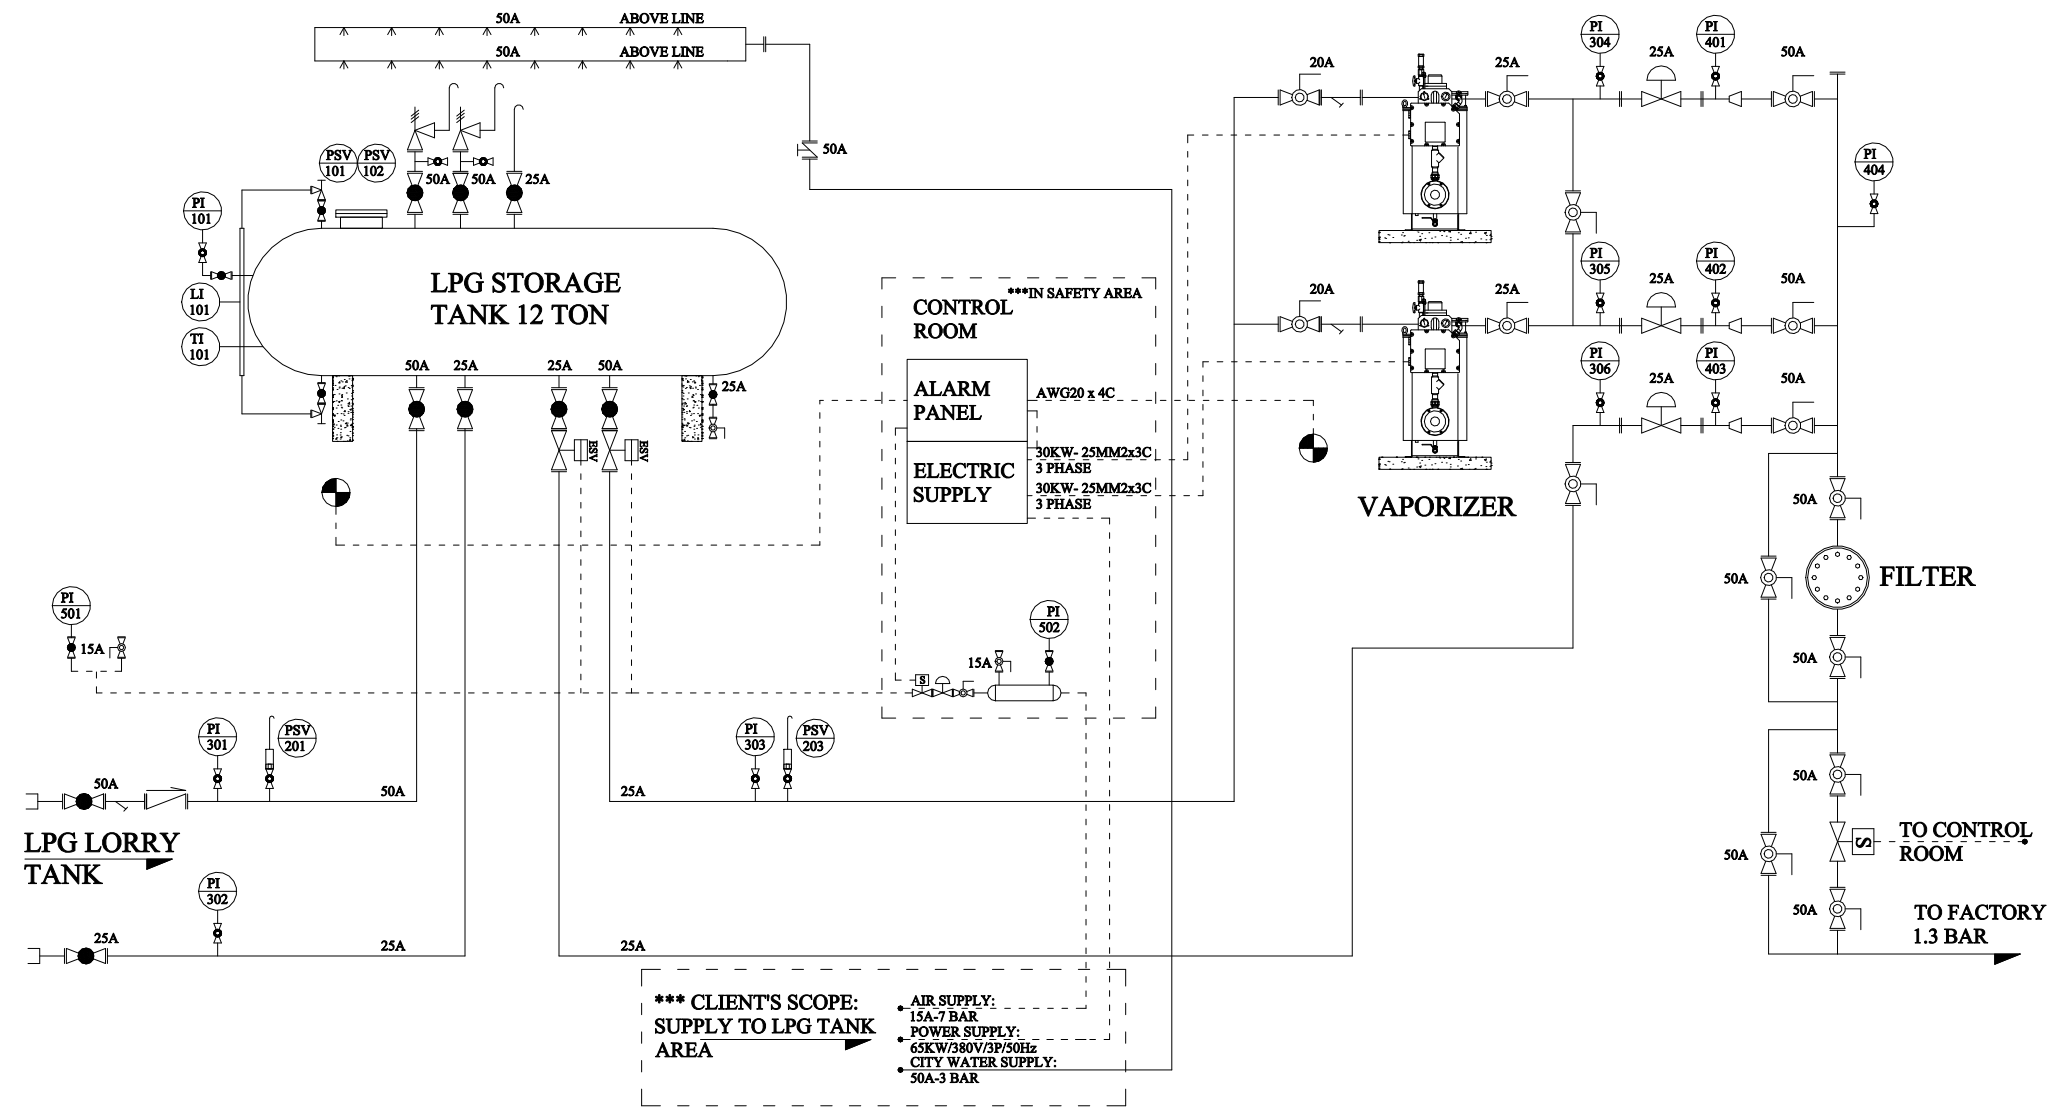 50A ABOVE LINE
50A ABOVE LINE
50A
PSV 101
PSV 102
50A
50A
25A
PI 101
LI 101
TI 101
LPG STORAGE
TANK 12 TON
50A
25A
25A
50A
25A
ESV
ESV
***IN SAFETY AREA
CONTROL
ROOM
ALARM
PANEL
ELECTRIC
SUPPLY
AWG20 x 4C
30KW- 25MM2x3C
3 PHASE
30KW- 25MM2x3C
3 PHASE
PI 502
15A
S
PI 501
15A
PI 301
PSV 201
50A
50A
LPG LORRY
TANK
PI 302
25A
25A
PI 303
PSV 203
25A
25A
*** CLIENT'S SCOPE:
SUPPLY TO LPG TANK
AREA
AIR SUPPLY:
15A-7 BAR
POWER SUPPLY:
65KW/380V/3P/50Hz
CITY WATER SUPPLY:
50A-3 BAR
20A
25A
PI 304
25A
PI 401
50A
PI 404
20A
25A
PI 305
25A
PI 402
50A
PI 306
25A
PI 403
50A
VAPORIZER
50A
50A
FILTER
50A
50A
50A
S
TO CONTROL
ROOM
50A
TO FACTORY
1.3 BAR